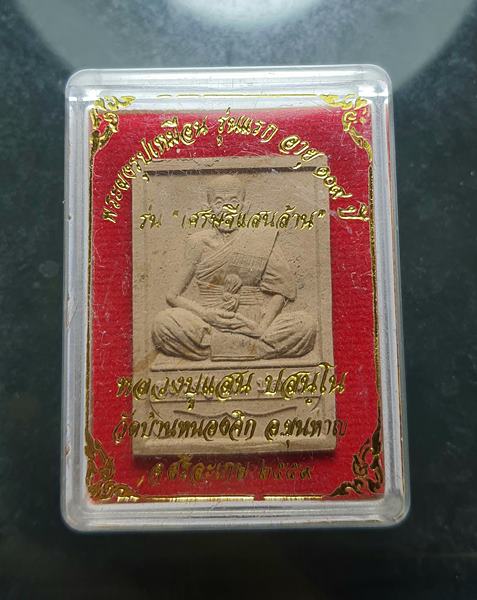 พระผงรูปเหมือน รุ่นแรก อายุ ๑๐๙ ปี
รุ่น "เศรษฐีแสนล้าน"
หลวงปู่แสน ปสนฺโน
วัดบ้านหนองจิก อ.ขุนหาญ
จ.ศรีสะเกษ ๒๕๕๙